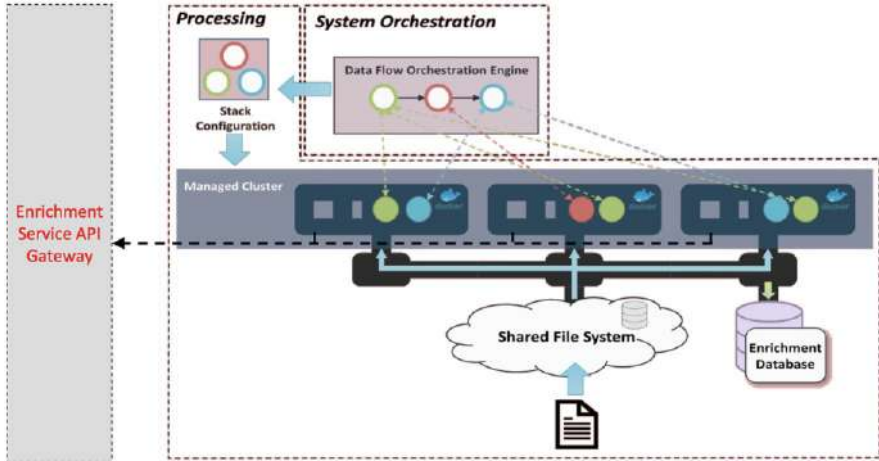 Processing
System Orchestration
Data Flow Orchestration Engine
Stack
Configuration
Managed Cluster
Enrichment
Service API
Gateway
Shared File System
Enrichment
Database